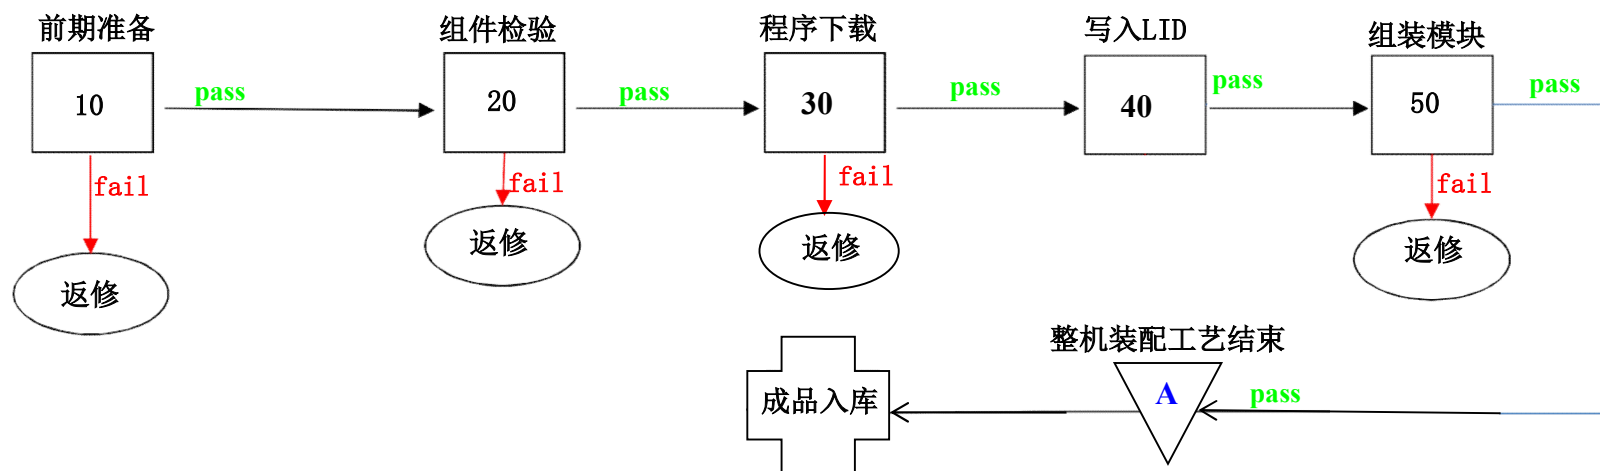 前期准备
组件检验
程序下载
写入LID
组装模块
10
pass
20
pass
30
pass
40
pass
50
pass
fail
fail
fail
fail
返修
返修
返修
返修
整机装配工艺结束
成品入库
A
pass